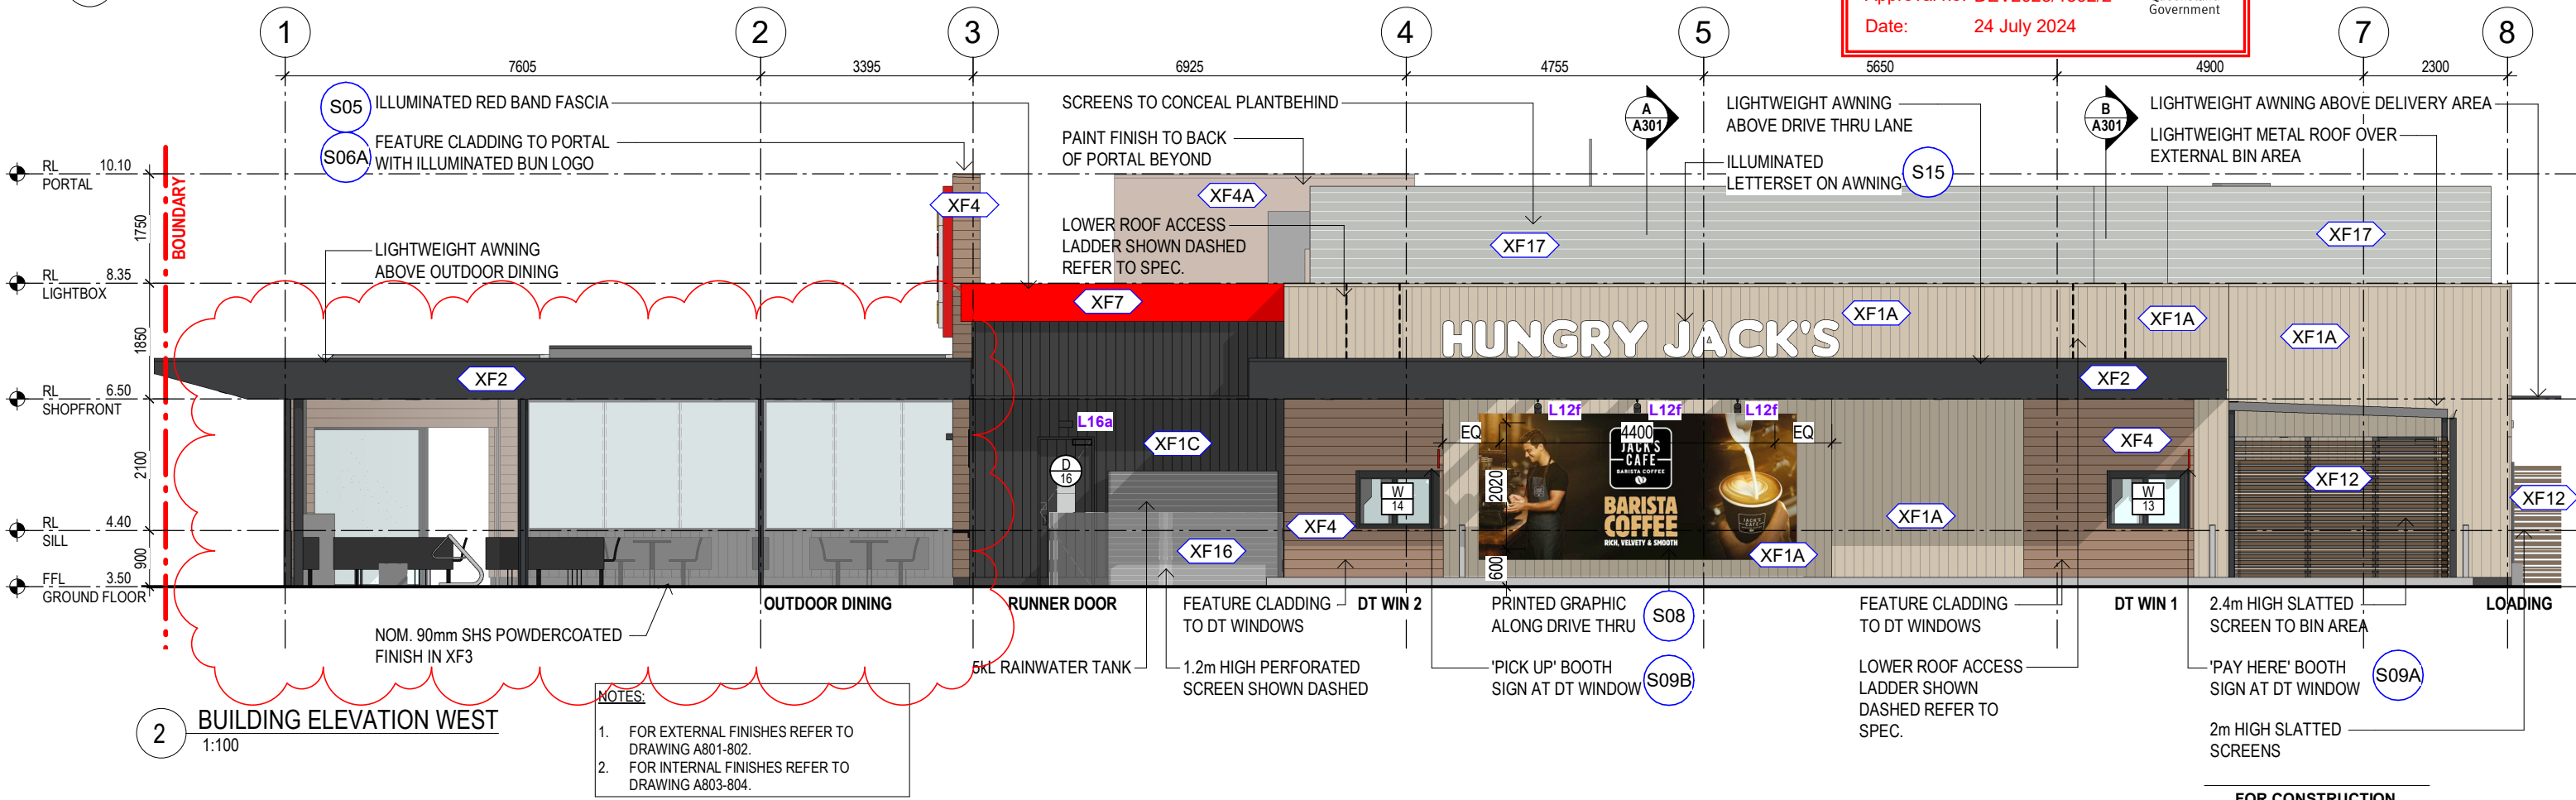 24 July 2024
Date:
Government
1
2
3
4
5
7
8
7605
3395
6925
4755
5650
4900
2300
S05
ILLUMINATED RED BAND FASCIA
S06A
FEATURE CLADDING TO PORTAL
WITH ILLUMINATED BUN LOGO
SCREENS TO CONCEAL PLANTBEHIND
PAINT FINISH TO BACK
OF PORTAL BEYOND
A
A301
LIGHTWEIGHT AWNING
ABOVE DRIVE THRU LANE
ILLUMINATED
LETTERSET ON AWNING
S15
B
A301
LIGHTWEIGHT AWNING ABOVE DELIVERY AREA
LIGHTWEIGHT METAL ROOF OVER
EXTERNAL BIN AREA
RL 10.10
PORTAL
1750
BOUNDARY
RL 8.35
LIGHTBOX
1850
RL 6.50
SHOPFRONT
2100
RL 4.40
SILL
900
FFL 3.50
GROUND FLOOR
LIGHTWEIGHT AWNING
ABOVE OUTDOOR DINING
XF4
XF4A
LOWER ROOF ACCESS
LADDER SHOWN DASHED
REFER TO SPEC.
XF17
XF17
XF7
HUNGRY JACK'S
XF1A
XF1A
XF1A
XF2
XF2
L16a
XF1C
D
16
XF16
L12f
L12f
L12f
EQ
4400
EQ
2020
600
JACK'S
CAFE
BARISTA COFFEE
BARISTA
COFFEE
RICH, VELVETY & SMOOTH
JACK'S
CAFE
W
14
XF4
XF1A
XF1A
XF4
W
13
XF12
XF12
OUTDOOR DINING
RUNNER DOOR
DT WIN 2
DT WIN 1
LOADING
NOM. 90mm SHS POWDERCOATED
FINISH IN XF3
5kL RAINWATER TANK
FEATURE CLADDING
TO DT WINDOWS
1.2m HIGH PERFORATED
SCREEN SHOWN DASHED
PRINTED GRAPHIC
ALONG DRIVE THRU
S08
'PICK UP' BOOTH
SIGN AT DT WINDOW
S09B
FEATURE CLADDING
TO DT WINDOWS
LOWER ROOF ACCESS
LADDER SHOWN
DASHED REFER TO
SPEC.
2.4m HIGH SLATTED
SCREEN TO BIN AREA
'PAY HERE' BOOTH
SIGN AT DT WINDOW
S09A
2m HIGH SLATTED
SCREENS
2
BUILDING ELEVATION WEST
1:100
NOTES:
1. FOR EXTERNAL FINISHES REFER TO
DRAWING A801-802.
2. FOR INTERNAL FINISHES REFER TO
DRAWING A803-804.
FOR CONSTRUCTION